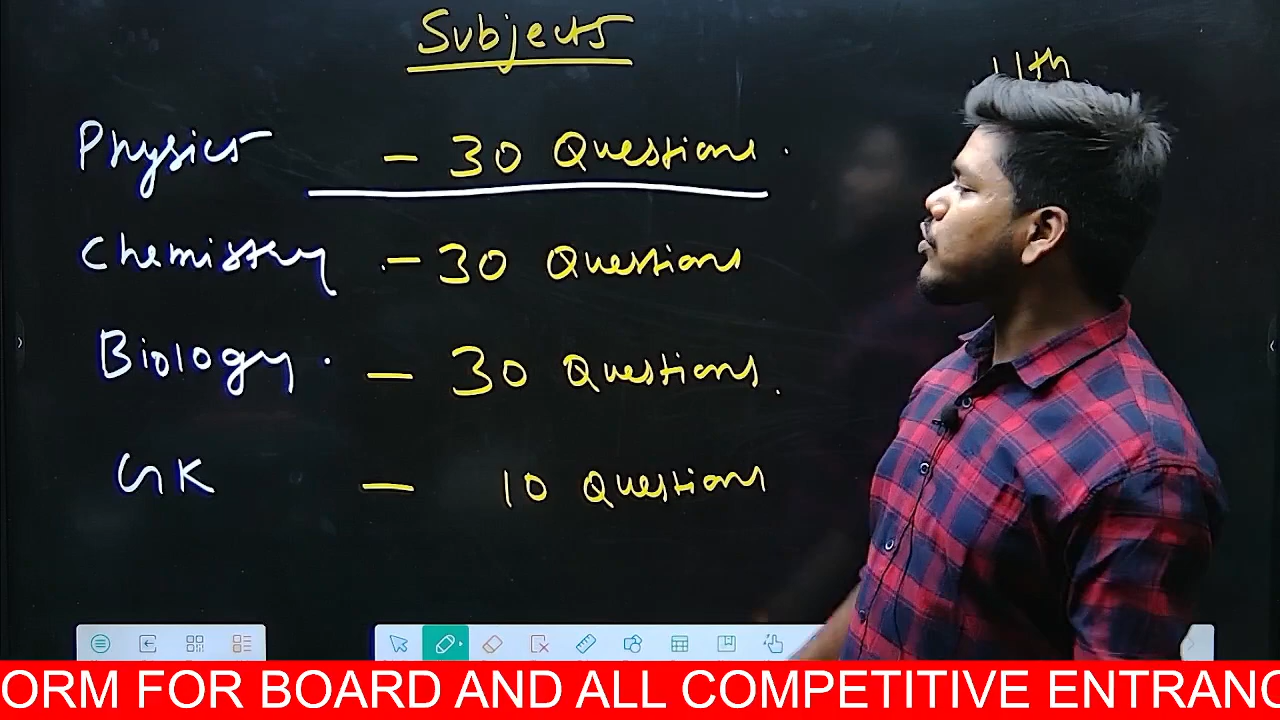 Subjects
11th
Physics - 30 Questions.
Chemistry - 30 Questions
Biology. - 30 Questions.
GK - 10 Questions
ORM FOR BOARD AND ALL COMPETITIVE ENTRANC